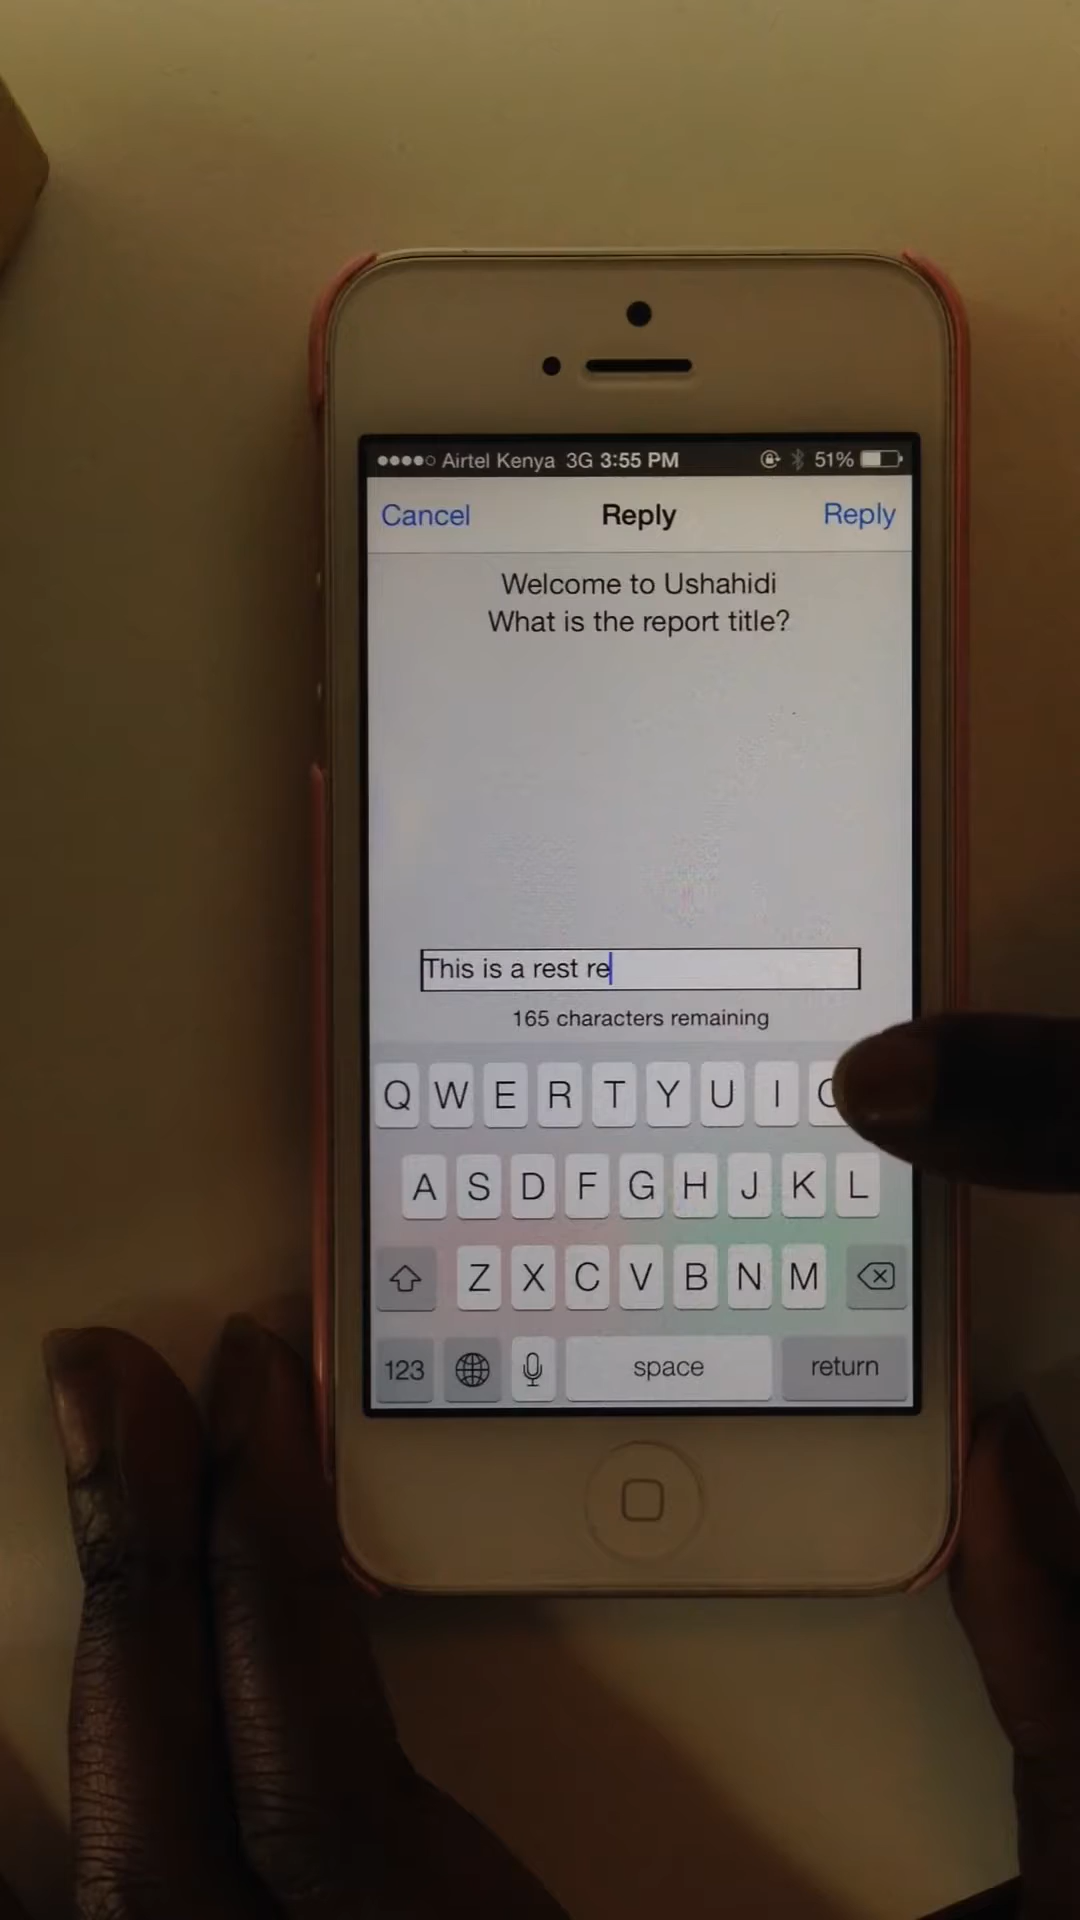 Airtel Kenya 3G 3:55 PM 51%
Cancel Reply Reply
Welcome to Ushahidi
What is the report title?
This is a rest re
165 characters remaining
Q W E R T Y U I
A S D F G H J K L
Z X C V B N M
123 space return